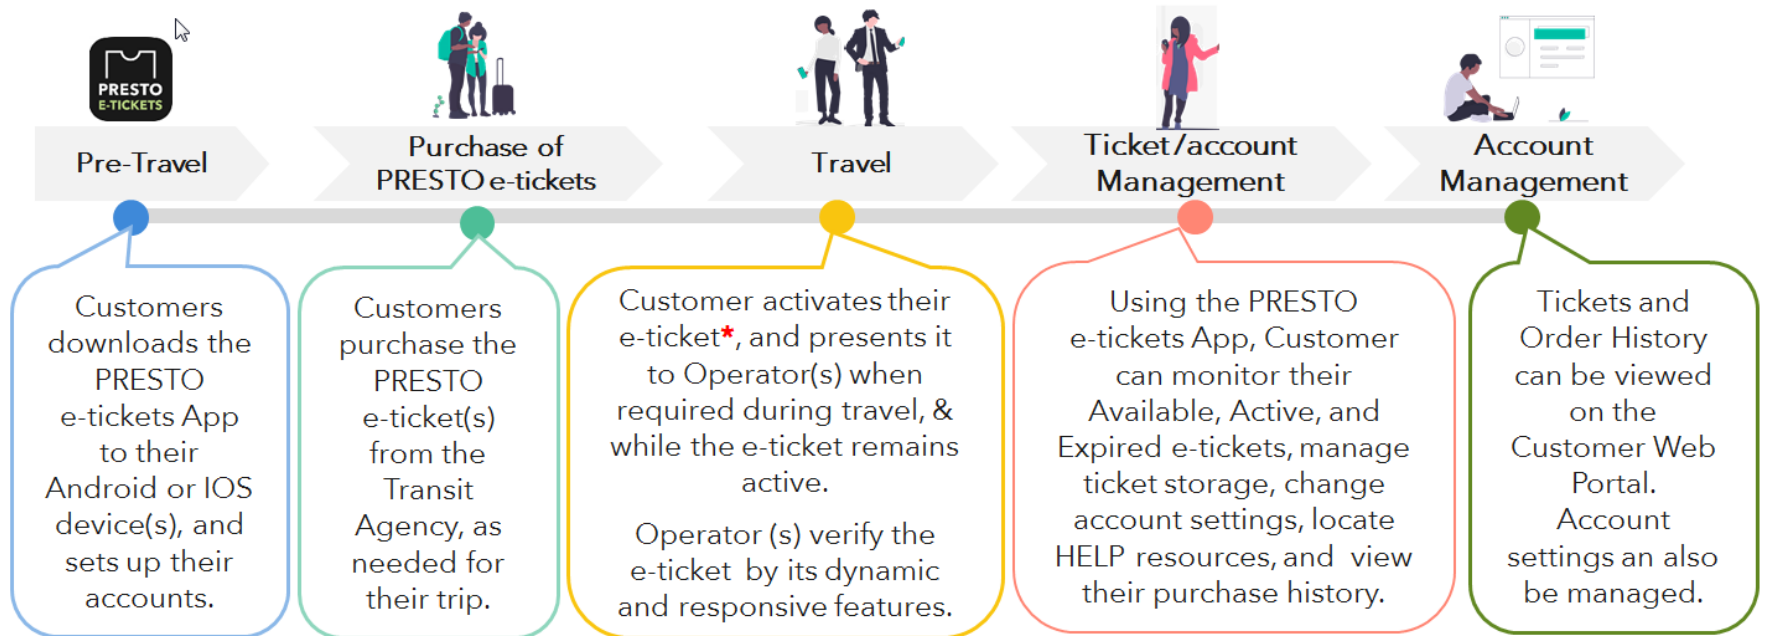 PRESTO
E-TICKETS
Pre-Travel
Purchase of
PRESTO e-tickets
Travel
Ticket/account
Management
Account
Management
Customers
downloads the
PRESTO
e-tickets App
to their
Android or IOS
device(s), and
sets up their
accounts.
Customers
purchase the
PRESTO
e-ticket(s)
from the
Transit
Agency, as
needed for
their trip.
Customer activates their
e-ticket*, and presents it
to Operator(s) when
required during travel, &
while the e-ticket remains
active.
Operator (s) verify the
e-ticket by its dynamic
and responsive features.
Using the PRESTO
e-tickets App, Customer
can monitor their
Available, Active, and
Expired e-tickets, manage
ticket storage, change
account settings, locate
HELP resources, and view
their purchase history.
Tickets and
Order History
can be viewed
on the
Customer Web
Portal.
Account
settings an also
be managed.